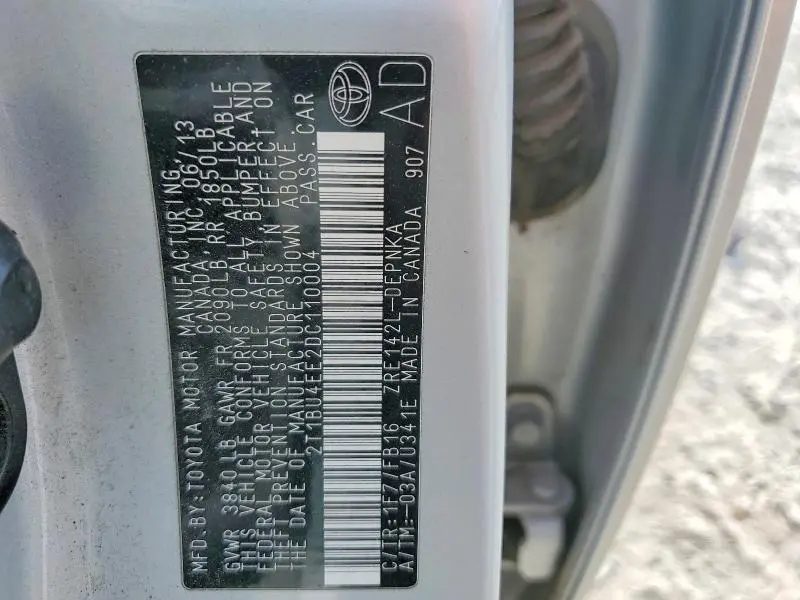 MFD. BY: TOYOTA MOTOR MANUFACTURING,
CANADA, INC 06/13
GVWR 3840 LB GAWR FR 2090LB, RR 1850LB
THIS VEHICLE CONFORMS TO ALL APPLICABLE
FEDERAL MOTOR VEHICLE SAFETY, BUMPER AND
THEFT PREVENTION STANDARDS IN EFFECT ON
THE DATE OF MANUFACTURE SHOWN ABOVE.
2T1BU4EE2DC110004 PASS. CAR
C/TR:1F7/FB16 ZRE142L-DEPNKA
A/TM:-03A/U341E MADE IN CANADA 907
AD